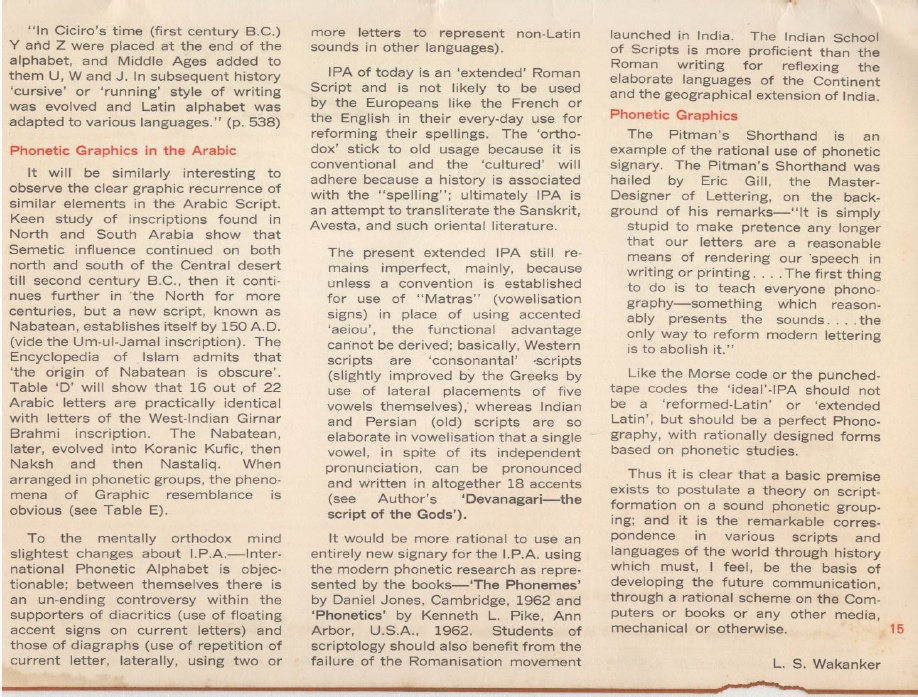 "In Ciciro's time (first century B.C.)
Y and Z were placed at the end of the
alphabet, and Middle Ages added to
them U, W and J. In subsequent history
'cursive' or 'running' style of writing
was evolved and Latin alphabet was
adapted to various languages." (p. 538)
Phonetic Graphics in the Arabic
It will be similarly interesting to
observe the clear graphic recurrence of
similar elements in the Arabic Script.
Keen study of inscriptions found in
North and South Arabia show that
Semetic influence continued on both
north and south of the Central desert
till second century B.C., then it conti-
nues further in the North for more
centuries, but a new script, known as
Nabatean, establishes itself by 150 A.D.
(vide the Um-ul-Jamal inscription). The
Encyclopedia of Islam admits that
'the origin of Nabatean is obscure'.
Table 'D' will show that 16 out of 22
Arabic letters are practically identical
with letters of the West-Indian Girnar
Brahmi inscription. The Nabatean,
later, evolved into Koranic Kufic, then
Naksh and then Nastaliq. When
arranged in phonetic groups, the pheno-
mena of Graphic resemblance is
obvious (see Table E).
To the mentally orthodox mind
slightest changes about I.P.A.—Inter-
national Phonetic Alphabet is objec-
tionable; between themselves there is
an un-ending controversy within the
supporters of diacritics (use of floating
accent signs on current letters) and
those of diagraphs (use of repetition of
current letter, laterally, using two or
more letters to represent non-Latin
sounds in other languages).
IPA of today is an 'extended' Roman
Script and is not likely to be used
by the Europeans like the French or
the English in their every-day use for
reforming their spellings. The 'ortho-
dox' stick to old usage because it is
conventional and the 'cultured' will
adhere because a history is associated
with the "spelling"; ultimately IPA is
an attempt to transliterate the Sanskrit,
Avesta, and such oriental literature.
The present extended IPA still re-
mains imperfect, mainly, because
unless a convention is established
for use of "Matras" (vowelisation
signs) in place of using accented
'aeiou', the functional advantage
cannot be derived; basically, Western
scripts are 'consonantal' -scripts
(slightly improved by the Greeks by
use of lateral placements of five
vowels themselves), whereas Indian
and Persian (old) scripts are so
elaborate in vowelisation that a single
vowel, in spite of its independent
pronunciation, can be pronounced
and written in altogether 18 accents
(see Author's 'Devanagari—the
script of the Gods').
It would be more rational to use an
entirely new signary for the I.P.A. using
the modern phonetic research as repre-
sented by the books—'The Phonemes'
by Daniel Jones, Cambridge, 1962 and
'Phonetics' by Kenneth L. Pike, Ann
Arbor, U.S.A., 1962. Students of
scriptology should also benefit from the
failure of the Romanisation movement
launched in India. The Indian School
of Scripts is more proficient than the
Roman writing for reflexing the
elaborate languages of the Continent
and the geographical extension of India.
Phonetic Graphics
The Pitman's Shorthand is an
example of the rational use of phonetic
signary. The Pitman's Shorthand was
hailed by Eric Gill, the Master-
Designer of Lettering, on the back-
ground of his remarks—"It is simply
stupid to make pretence any longer
that our letters are a reasonable
means of rendering our speech in
writing or printing....The first thing
to do is to teach everyone phono-
graphy—something which reason-
ably presents the sounds....the
only way to reform modern lettering
is to abolish it."
Like the Morse code or the punched-
tape codes the 'ideal'-IPA should not
be a 'reformed-Latin' or 'extended
Latin', but should be a perfect Phono-
graphy, with rationally designed forms
based on phonetic studies.
Thus it is clear that a basic premise
exists to postulate a theory on script-
formation on a sound phonetic group-
ing; and it is the remarkable corres-
pondence in various scripts and
languages of the world through history
which must, I feel, be the basis of
developing the future communication,
through a rational scheme on the Com-
puters or books or any other media,
mechanical or otherwise.
15
L. S. Wakanker